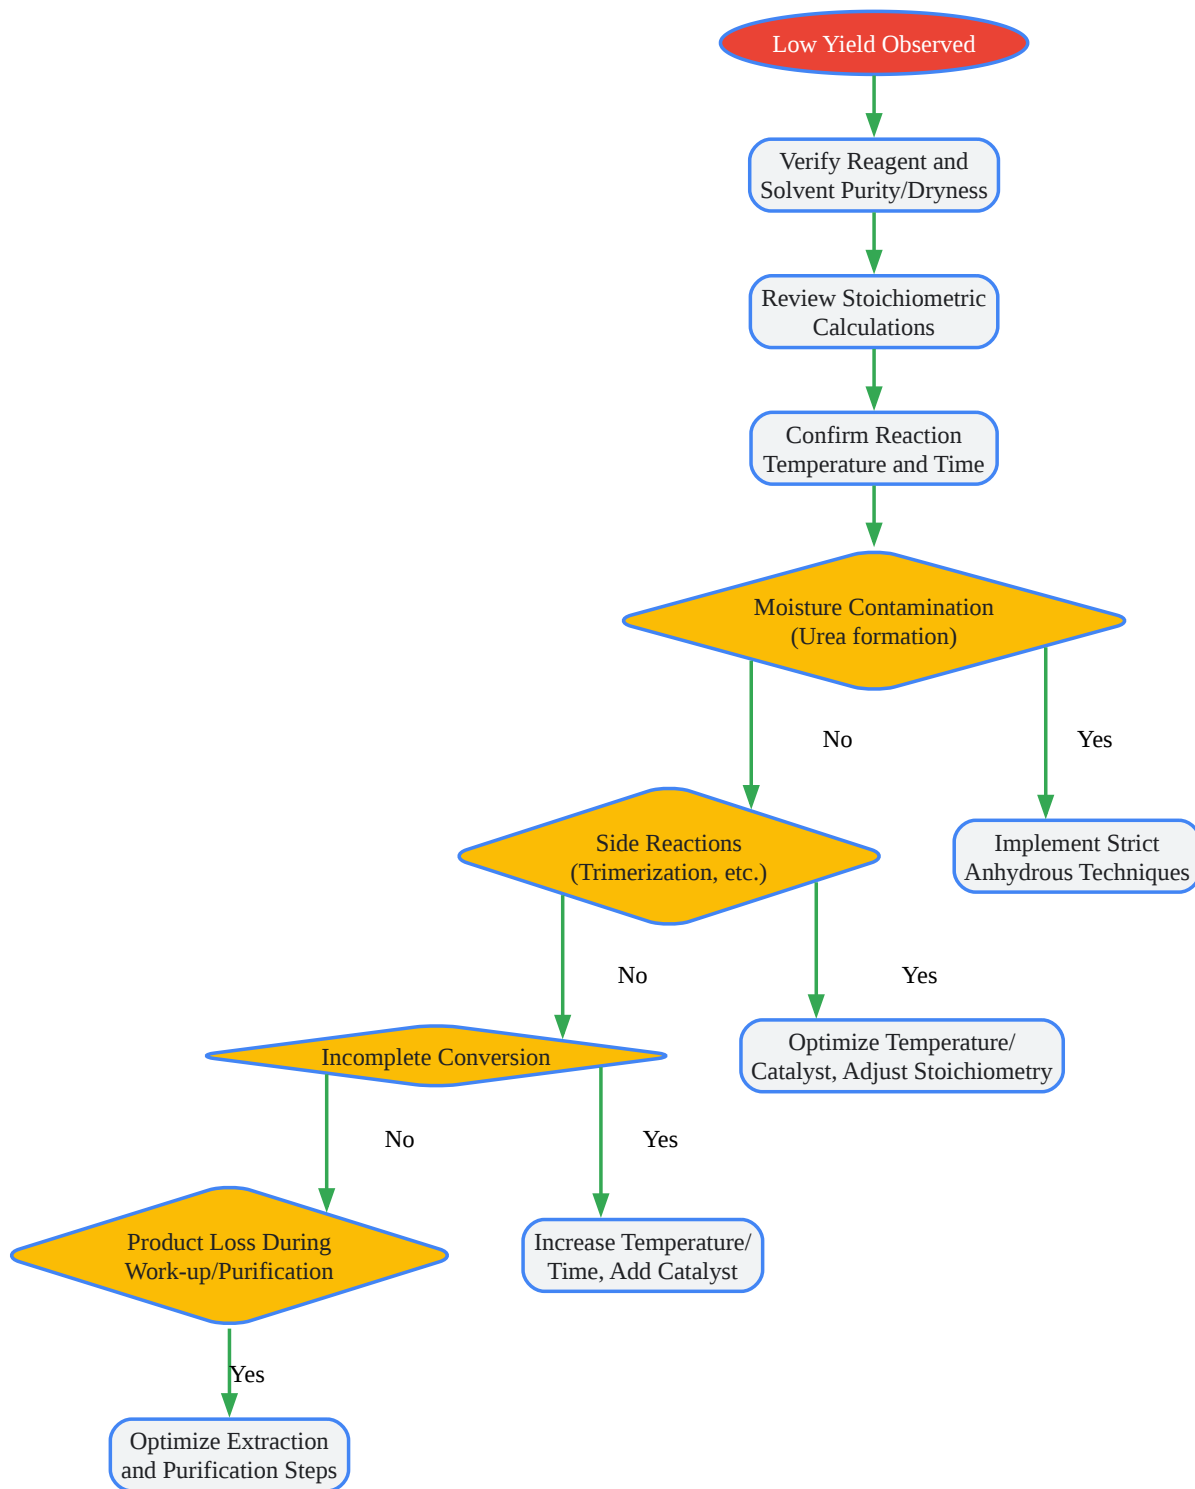 Low Yield Observed
Verify Reagent and
Solvent Purity/Dryness
Review Stoichiometric
Calculations
Confirm Reaction
Temperature and Time
Moisture Contamination
(Urea formation)
No
Yes
Side Reactions
(Trimerization, etc.)
Implement Strict
Anhydrous Techniques
No
Yes
Incomplete Conversion
Optimize Temperature/
Catalyst, Adjust Stoichiometry
No
Yes
Product Loss During
Work-up/Purification
Increase Temperature/
Time, Add Catalyst
Yes
Optimize Extraction
and Purification Steps